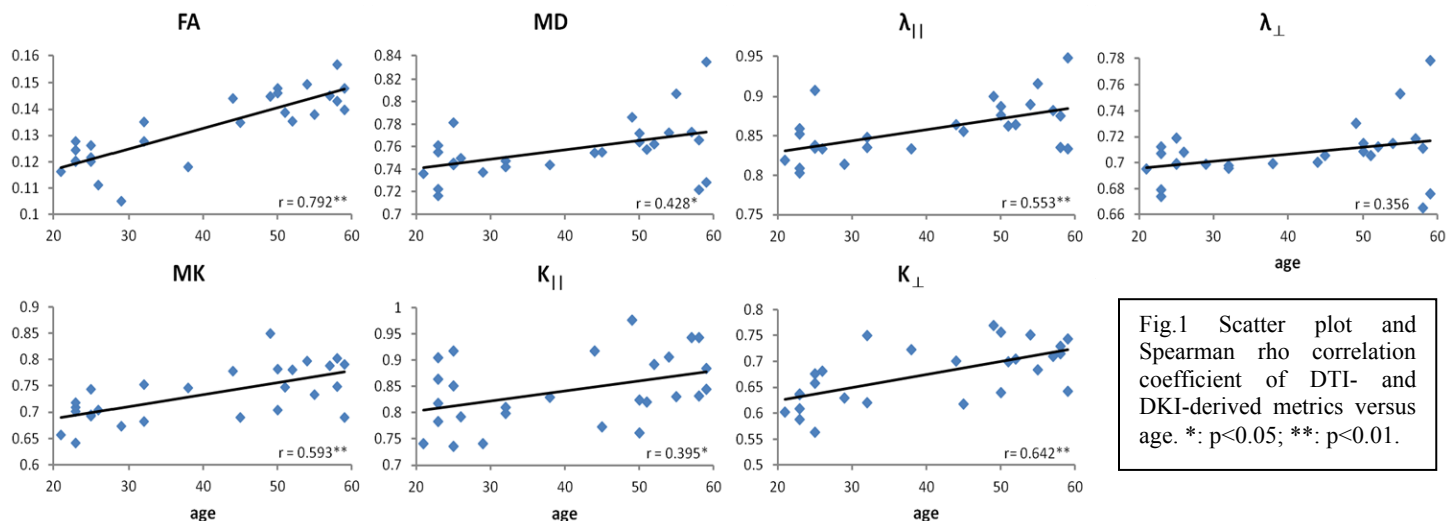 FA
MD
λ||
λ⊥
0.16
0.15
0.14
0.13
0.12
0.11
0.1
r = 0.792**
20 30 40 50 60
0.84
0.82
0.8
0.78
0.76
0.74
0.72
0.7
r = 0.428*
20 30 40 50 60
0.95
0.9
0.85
0.8
0.75
r = 0.553**
20 30 40 50 60
0.78
0.76
0.74
0.72
0.7
0.68
0.66
r = 0.356
20 30 40 50 60
age
MK
K||
K⊥
0.9
0.85
0.8
0.75
0.7
0.65
0.6
r = 0.593**
20 30 40 50 60
age
1
0.95
0.9
0.85
0.8
0.75
0.7
r = 0.395*
20 30 40 50 60
age
0.8
0.75
0.7
0.65
0.6
0.55
0.5
r = 0.642**
20 30 40 50 60
age
Fig.1 Scatter plot and
Spearman rho correlation
coefficient of DTI- and
DKI-derived metrics versus
age. *: p<0.05; **: p<0.01.